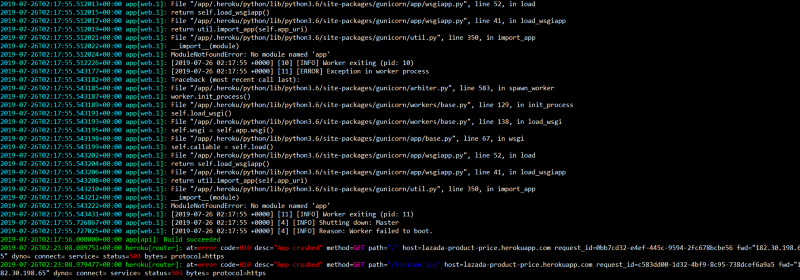 2019-07-26T02:17:55.512013+00:00 app[web.1]: File "/app/.heroku/python/lib/python3.6/site-packages/gunicorn/app/wsgiapp.py", line 52, in load
2019-07-26T02:17:55.512015+00:00 app[web.1]: return self.load_wsgiapp()
2019-07-26T02:17:55.512017+00:00 app[web.1]: File "/app/.heroku/python/lib/python3.6/site-packages/gunicorn/app/wsgiapp.py", line 41, in load_wsgiapp
2019-07-26T02:17:55.512019+00:00 app[web.1]: return util.import_app(self.app_uri)
2019-07-26T02:17:55.512021+00:00 app[web.1]: File "/app/.heroku/python/lib/python3.6/site-packages/gunicorn/util.py", line 350, in import_app
2019-07-26T02:17:55.512022+00:00 app[web.1]: __import__(module)
2019-07-26T02:17:55.512024+00:00 app[web.1]: ModuleNotFoundError: No module named 'app'
2019-07-26T02:17:55.512226+00:00 app[web.1]: [2019-07-26 02:17:55 +0000] [10] [INFO] Worker exiting (pid: 10)
2019-07-26T02:17:55.543177+00:00 app[web.1]: [2019-07-26 02:17:55 +0000] [11] [ERROR] Exception in worker process
2019-07-26T02:17:55.543182+00:00 app[web.1]: Traceback (most recent call last):
2019-07-26T02:17:55.543185+00:00 app[web.1]: File "/app/.heroku/python/lib/python3.6/site-packages/gunicorn/arbiter.py", line 583, in spawn_worker
2019-07-26T02:17:55.543187+00:00 app[web.1]: worker.init_process()
2019-07-26T02:17:55.543189+00:00 app[web.1]: File "/app/.heroku/python/lib/python3.6/site-packages/gunicorn/workers/base.py", line 129, in init_process
2019-07-26T02:17:55.543191+00:00 app[web.1]: self.load_wsgi()
2019-07-26T02:17:55.543193+00:00 app[web.1]: File "/app/.heroku/python/lib/python3.6/site-packages/gunicorn/workers/base.py", line 138, in load_wsgi
2019-07-26T02:17:55.543195+00:00 app[web.1]: self.wsgi = self.app.wsgi()
2019-07-26T02:17:55.543198+00:00 app[web.1]: File "/app/.heroku/python/lib/python3.6/site-packages/gunicorn/app/base.py", line 67, in wsgi
2019-07-26T02:17:55.543199+00:00 app[web.1]: self.callable = self.load()
2019-07-26T02:17:55.543202+00:00 app[web.1]: File "/app/.heroku/python/lib/python3.6/site-packages/gunicorn/app/wsgiapp.py", line 52, in load
2019-07-26T02:17:55.543204+00:00 app[web.1]: return self.load_wsgiapp()
2019-07-26T02:17:55.543206+00:00 app[web.1]: File "/app/.heroku/python/lib/python3.6/site-packages/gunicorn/app/wsgiapp.py", line 41, in load_wsgiapp
2019-07-26T02:17:55.543208+00:00 app[web.1]: return util.import_app(self.app_uri)
2019-07-26T02:17:55.543210+00:00 app[web.1]: File "/app/.heroku/python/lib/python3.6/site-packages/gunicorn/util.py", line 350, in import_app
2019-07-26T02:17:55.543212+00:00 app[web.1]: __import__(module)
2019-07-26T02:17:55.543222+00:00 app[web.1]: ModuleNotFoundError: No module named 'app'
2019-07-26T02:17:55.543431+00:00 app[web.1]: [2019-07-26 02:17:55 +0000] [11] [INFO] Worker exiting (pid: 11)
2019-07-26T02:17:55.726867+00:00 app[web.1]: [2019-07-26 02:17:55 +0000] [4] [INFO] Shutting down: Master
2019-07-26T02:17:55.727025+00:00 app[web.1]: [2019-07-26 02:17:55 +0000] [4] [INFO] Reason: Worker failed to boot.
2019-07-26T02:17:56.000000+00:00 app[api]: Build succeeded
2019-07-26T02:23:08.089751+00:00 heroku[router]: at=error code=H10 desc="App crashed" method=GET path="/" host=lazada-product-price.herokuapp.com request_id=0bb7cd32-e4ef-445c-9594-2fc678bcbe56 fwd="182.30.198.6
5" dyno= connect= service= status=503 bytes= protocol=https
2019-07-26T02:23:08.979477+00:00 heroku[router]: at=error code=H10 desc="App crashed" method=GET path="/favicon.ico" host=lazada-product-price.herokuapp.com request_id=c583dd00-1d32-4bf9-8c95-738dcef6a9a5 fwd="1
82.30.198.65" dyno= connect= service= status=503 bytes= protocol=https